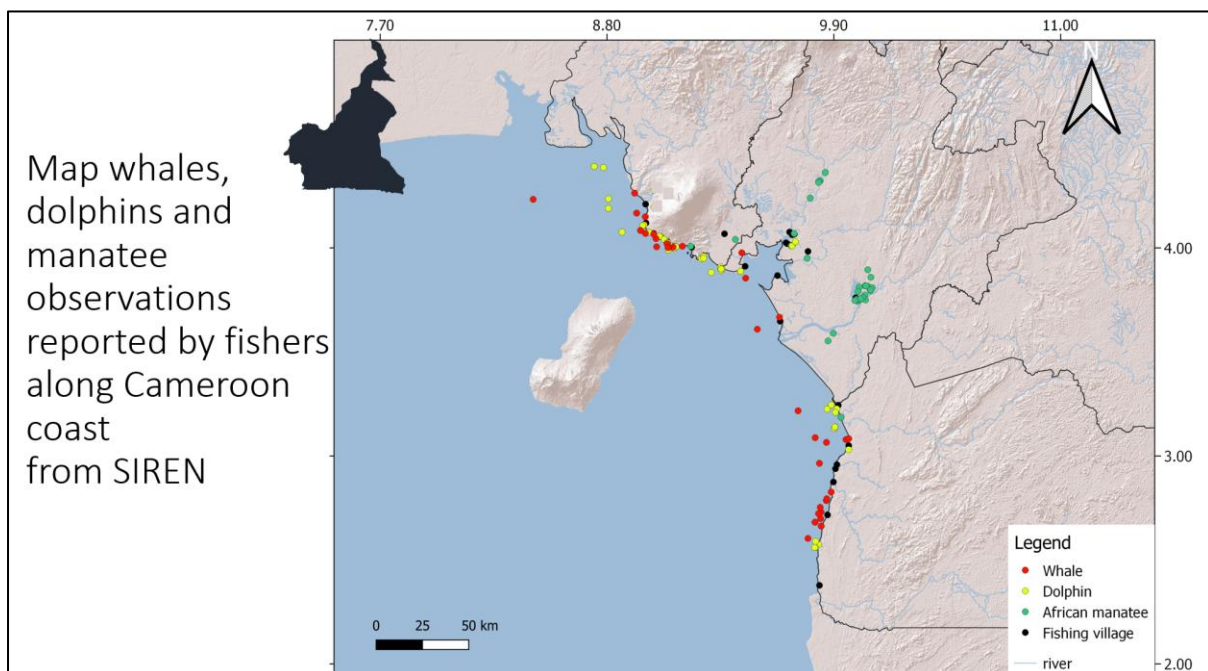 7.70 8.80 9.90 11.00
N
Map whales,
dolphins and
manatee
observations
reported by fishers
along Cameroon
coast
from SIREN
4.00
3.00
Legend
Whale
Dolphin
African manatee
Fishing village
river
0 25 50 km
2.00